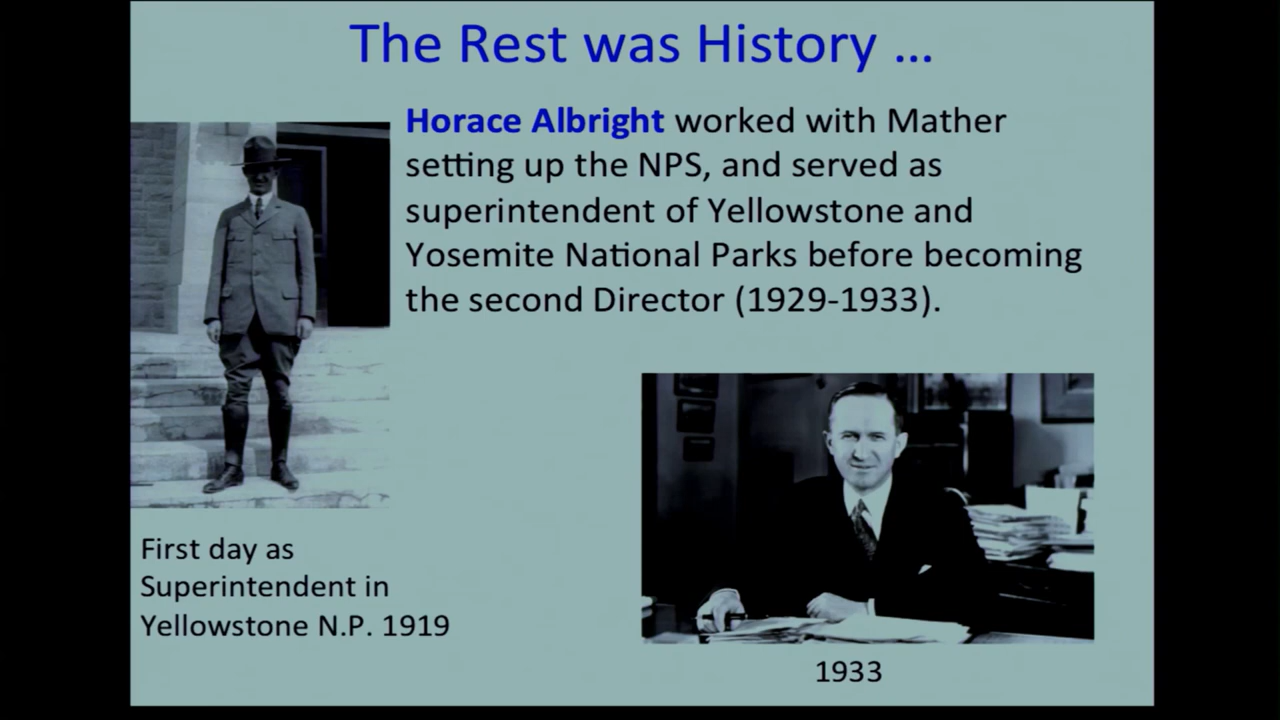 The Rest was History ...
Horace Albright worked with Mather
setting up the NPS, and served as
superintendent of Yellowstone and
Yosemite National Parks before becoming
the second Director (1929-1933).
First day as
Superintendent in
Yellowstone N.P. 1919
1933